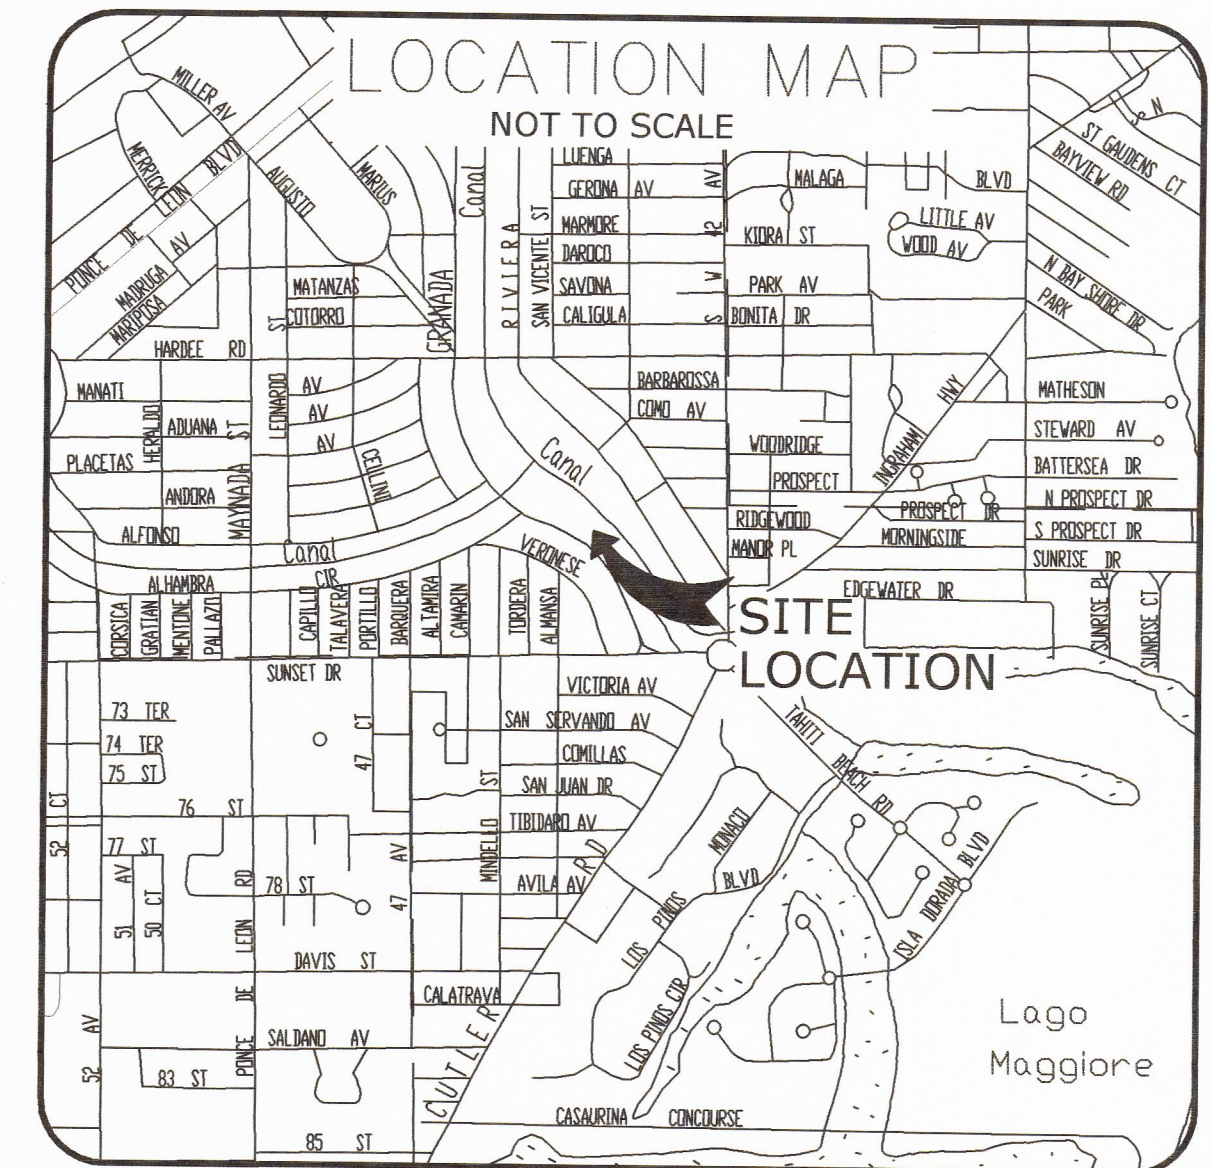 LOCATION MAP
NOT TO SCALE
MILLER AV
MERRICK
PONCE DE LEON BLVD
AUGUSTO
MARIUS
Canal
LUENGA
GERONA AV
MARMORE
DAROCO
SAVONA
CALIGULA
RIVIERA
SAN VICENTE ST
S W 42 AV
MALAGA
BLVD
KIORA ST
LITTLE AV
WOOD AV
PARK AV
BONITA DR
ST GAUDENS CT
BAYVIEW RD
N BAY SHORE DR
PARK
MADRUGA AV
MARIPOSA
MATANZAS
COTORRO
ST
GRANADA
HARDEE RD
MANATI
HERALDO
ADUANA
PLACETAS
ANDORA
ALFONSO
MAYNADA ST
LEONARDO
AV
AV
AV
CELLINI
Canal
Canal
BARBAROSSA
COMO AV
WOODRIDGE
PROSPECT
RIDGEWOOD
MANOR PL
INGRAHAM HWY
MATHESON
STEWARD AV
BATTERSEA DR
N PROSPECT DR
PROSPECT DR
S PROSPECT DR
MORNINGSIDE
SUNRISE DR
EDGEWATER DR
SUNRISE PL
SUNRISE CT
VERONESE
ALHAMBRA CIR
CORSICA
GRATIAN
MENTONE
PALLAZIO
CAPILLO
TALAVERA
PORTILLO
BARQUERA
ALTAMIRA
CAMARIN
TORDERA
ALMANSA
SITE
LOCATION
SUNSET DR
73 TER
74 TER
75 ST
76 ST
77 ST
78 ST
52 CT
51 AV
50 CT
47 CT
47 AV
PONCE DE LEON RD
DAVIS ST
SALDANO AV
83 ST
85 ST
52 AV
VICTORIA AV
SAN SERVANDO AV
COMILLAS
SAN JUAN DR
TIBIDARO AV
AVILA AV
MINDELLO ST
CALATRAVA
CUTLER RD
TAHITI BEACH RD
MONACO
LOS PINOS BLVD
LOS PINOS CIR
ISLA DORADA BLVD
CASAURINA CONCOURSE
Lago
Maggiore